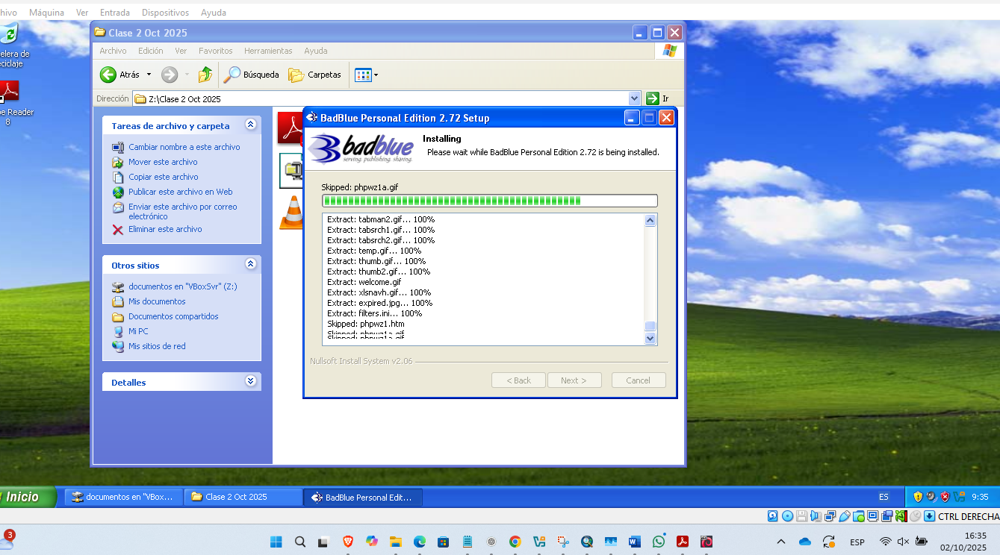 Máquina Ver Entrada Dispositivos Ayuda
Clase 2 Oct 2025
Archivo Edición Ver Favoritos Herramientas Ayuda
Atrás Búsqueda Carpetas
Dirección Z:\Clase 2 Oct 2025 Ir
8
Tareas de archivo y carpeta
Cambiar nombre a este archivo
Mover este archivo
Copiar este archivo
Publicar este archivo en Web
Enviar este archivo por correo
electrónico
Eliminar este archivo
Otros sitios
documentos en "VBoxSvr" (Z:)
Mis documentos
Documentos compartidos
Mi PC
Mis sitios de red
Detalles
BadBlue Personal Edition 2.72 Setup
badblue
serving. publishing. sharing.
Installing
Please wait while BadBlue Personal Edition 2.72 is being installed.
Skipped: phpwz1a.gif
Extract: tabman2.gif... 100%
Extract: tabsrch1.gif... 100%
Extract: tabsrch2.gif... 100%
Extract: temp.gif... 100%
Extract: thumb.gif... 100%
Extract: thumb2.gif... 100%
Extract: welcome.gif
Extract: xlsnavh.gif... 100%
Extract: expired.jpg... 100%
Extract: filters.ini... 100%
Skipped: phpwz1.htm
Skipped: phpwz1a.gif
Nullsoft Install System v2.06
< Back Next > Cancel
Inicio documentos en "VBox... Clase 2 Oct 2025 BadBlue Personal Edit... ES 9:35
CTRL DERECHA
3
ESP 16:35
02/10/2025